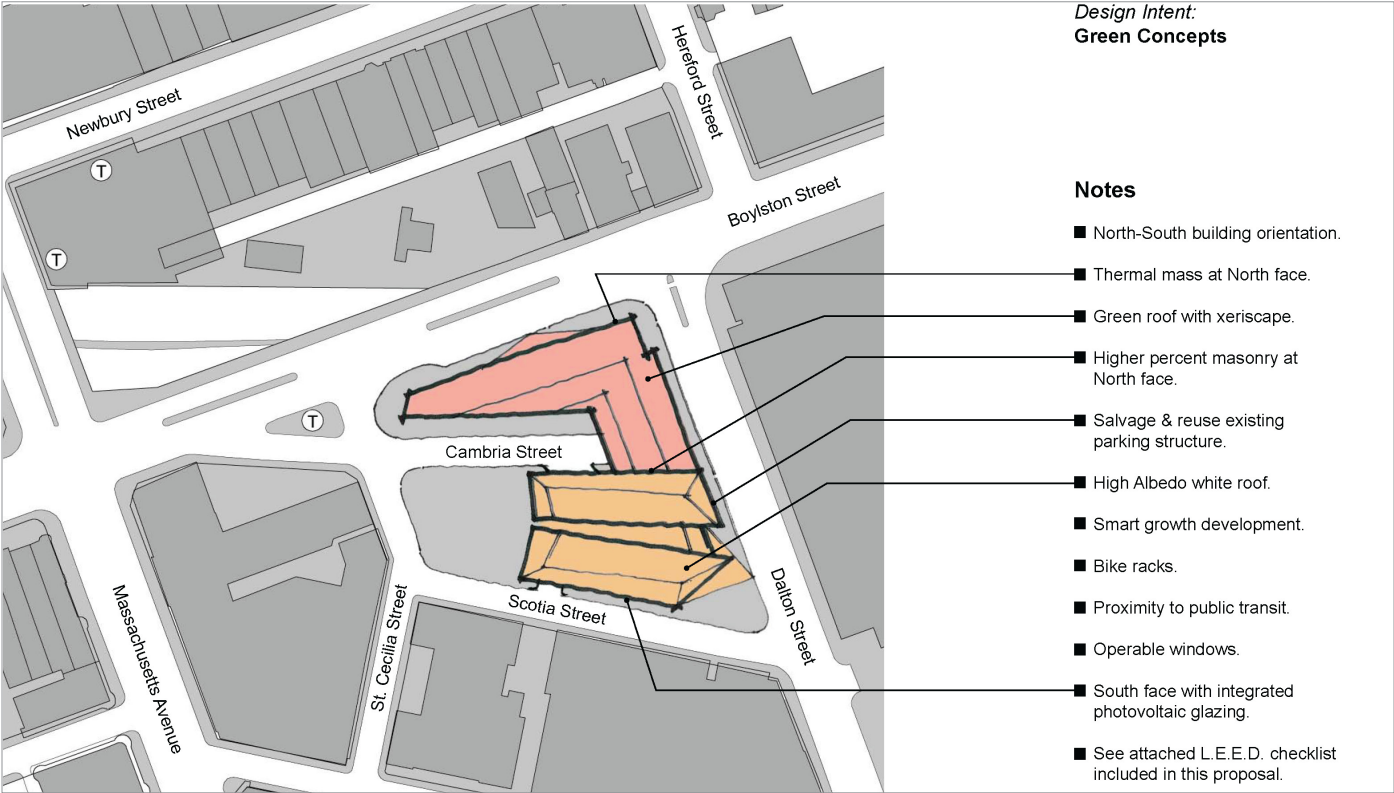 Design Intent:
Green Concepts
Newbury Street
Hereford Street
T
T
Boylston Street
T
Cambria Street
Massachusetts Avenue
St. Cecilia Street
Scotia Street
Dalton Street
Notes
■ North-South building orientation.
■ Thermal mass at North face.
■ Green roof with xeriscape.
■ Higher percent masonry at
North face.
■ Salvage & reuse existing
parking structure.
■ High Albedo white roof.
■ Smart growth development.
■ Bike racks.
■ Proximity to public transit.
■ Operable windows.
■ South face with integrated
photovoltaic glazing.
■ See attached L.E.E.D. checklist
included in this proposal.